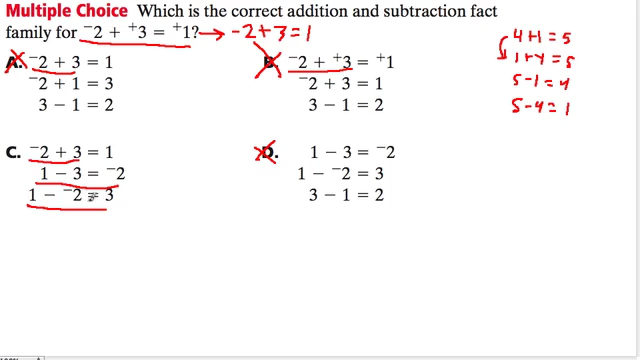 Multiple Choice Which is the correct addition and subtraction fact
family for ⁻2 + ⁺3 = ⁺1? → -2+3=1
A. ⁻2 + 3 = 1
⁻2 + 1 = 3
3 − 1 = 2
B. ⁻2 + ⁺3 = ⁺1
⁻2 + 3 = 1
3 − 1 = 2
4+1=5
1+4=5
5-1=4
5-4=1
C. ⁻2 + 3 = 1
1 − 3 = ⁻2
1 − ⁻2 = 3
D. 1 − 3 = ⁻2
1 − ⁻2 = 3
3 − 1 = 2